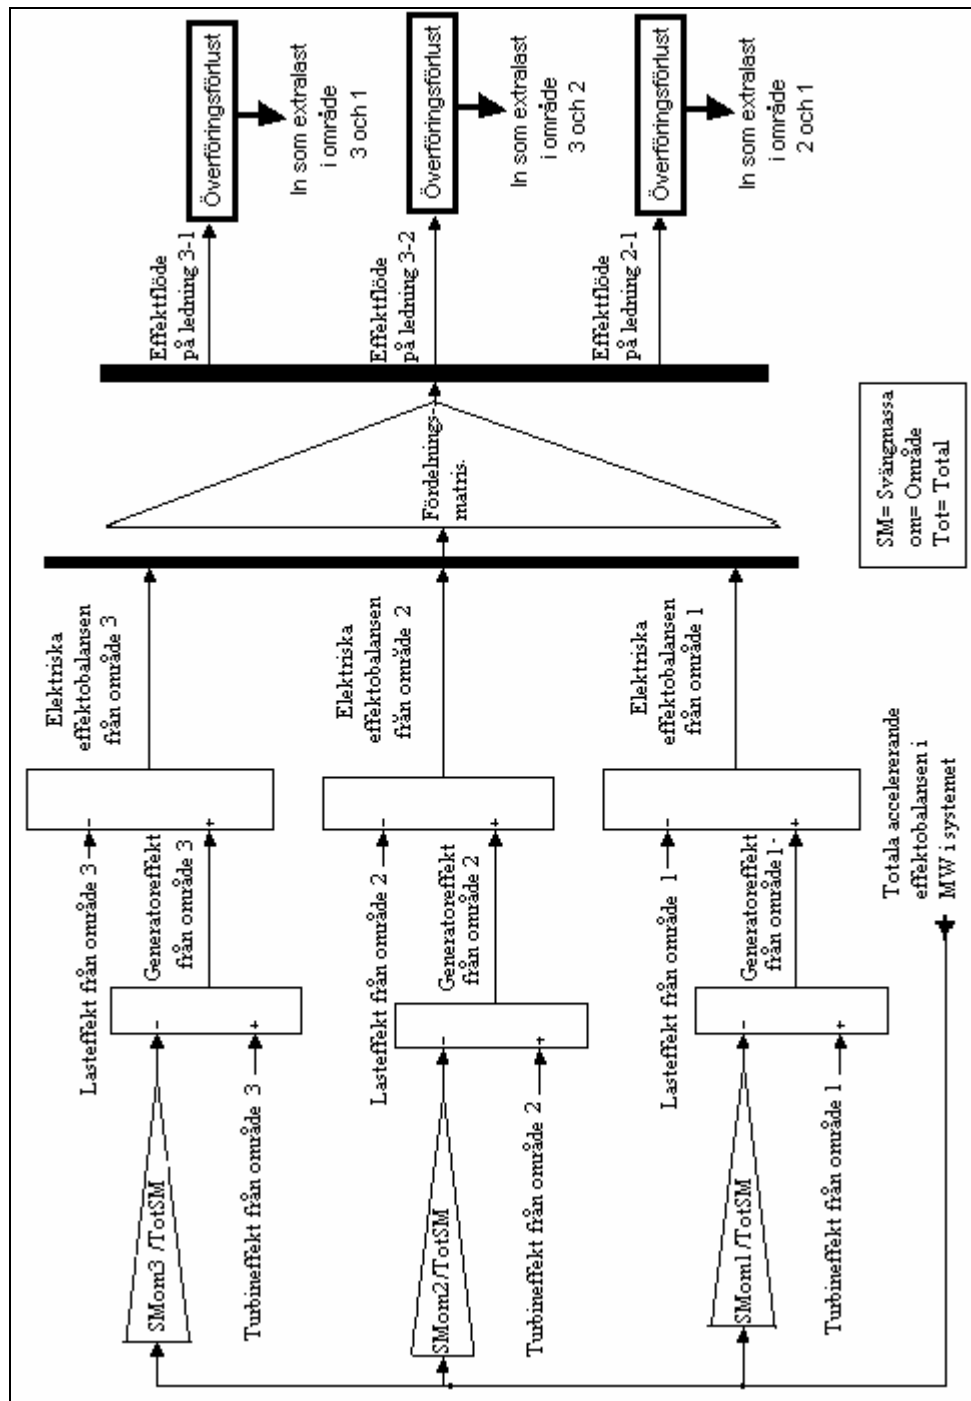 SMom3 /TotSM
Turbineffekt från område 3
Lasteffekt från område 3
Generatoreffekt
från område 3
Elektriska
effektobalansen
från område 3
-
+
-
+
SMom2/TotSM
Turbineffekt från område 2
Lasteffekt från område 2
Generatoreffekt
från område 2
Elektriska
effektobalansen
från område 2
-
+
-
+
SMom1/TotSM
Turbineffekt från område 1
Lasteffekt från område 1
Generatoreffekt
från område 1-
Elektriska
effektobalansen
från område 1
-
+
-
+
Totala accelererande
effektobalansen i
MW i systemet
Fördelnings-
matris.
Effektflöde
på ledning 3-1
Överföringsförlust
In som extralast
i område
3 och 1
Effektflöde
på ledning 3-2
Överföringsförlust
In som extralast
i område
3 och 2
Effektflöde
på ledning 2-1
Överföringsförlust
In som extralast
i område
2 och 1
SM= Svängmassa
om= Område
Tot= Total